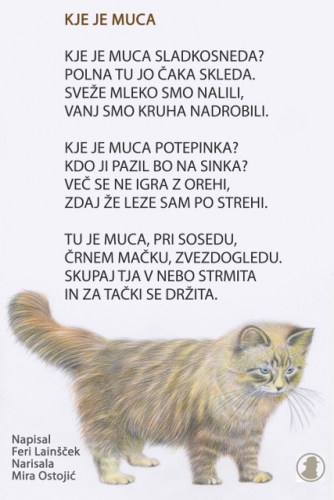 KJE JE MUCA
KJE JE MUCA SLADKOSNEDA?
POLNA TU JO ČAKA SKLEDA.
SVEŽE MLEKO SMO NALILI,
VANJ SMO KRUHA NADROBILI.
KJE JE MUCA POTEPINKA?
KDO JI PAZIL BO NA SINKA?
VEČ SE NE IGRA Z OREHI,
ZDAJ ŽE LEZE SAM PO STREHI.
TU JE MUCA, PRI SOSEDU,
ČRNEM MAČKU, ZVEZDOGLEDU.
SKUPAJ TJA V NEBO STRMITA
IN ZA TAČKI SE DRŽITA.
Napisal
Feri Lainšček
Narisala
Mira Ostojić